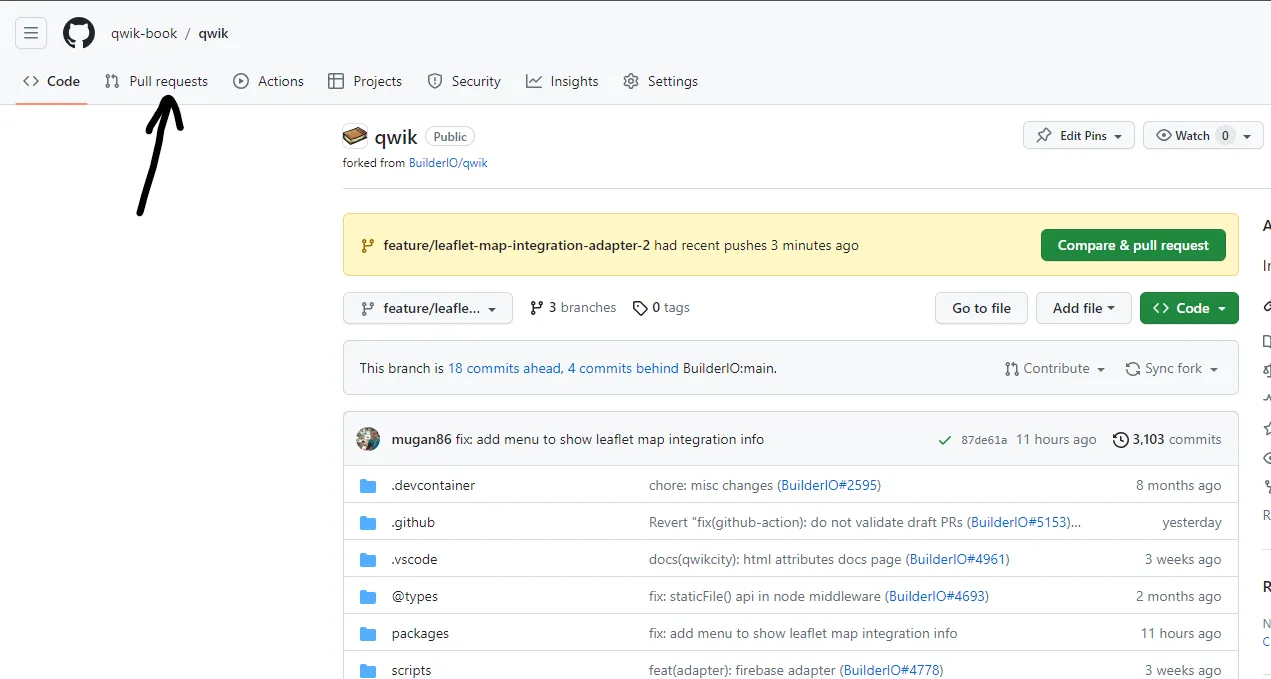 qwik-book / qwik
Code Pull requests Actions Projects Security Insights Settings
qwik Public
Edit Pins Watch 0
forked from BuilderIO/qwik
feature/leaflet-map-integration-adapter-2 had recent pushes 3 minutes ago
Compare & pull request
feature/leafle... 3 branches 0 tags Go to file Add file Code
This branch is 18 commits ahead, 4 commits behind BuilderIO:main. Contribute Sync fork
mugan86 fix: add menu to show leaflet map integration info 87de61a 11 hours ago 3,103 commits
.devcontainer chore: misc changes (BuilderIO#2595) 8 months ago
.github Revert "fix(github-action): do not validate draft PRs (BuilderIO#5153)... yesterday
.vscode docs(qwikcity): html attributes docs page (BuilderIO#4961) 3 weeks ago
@types fix: staticFile() api in node middleware (BuilderIO#4693) 2 months ago
packages fix: add menu to show leaflet map integration info 11 hours ago
scripts feat(adapter): firebase adapter (BuilderIO#4778) 3 weeks ago